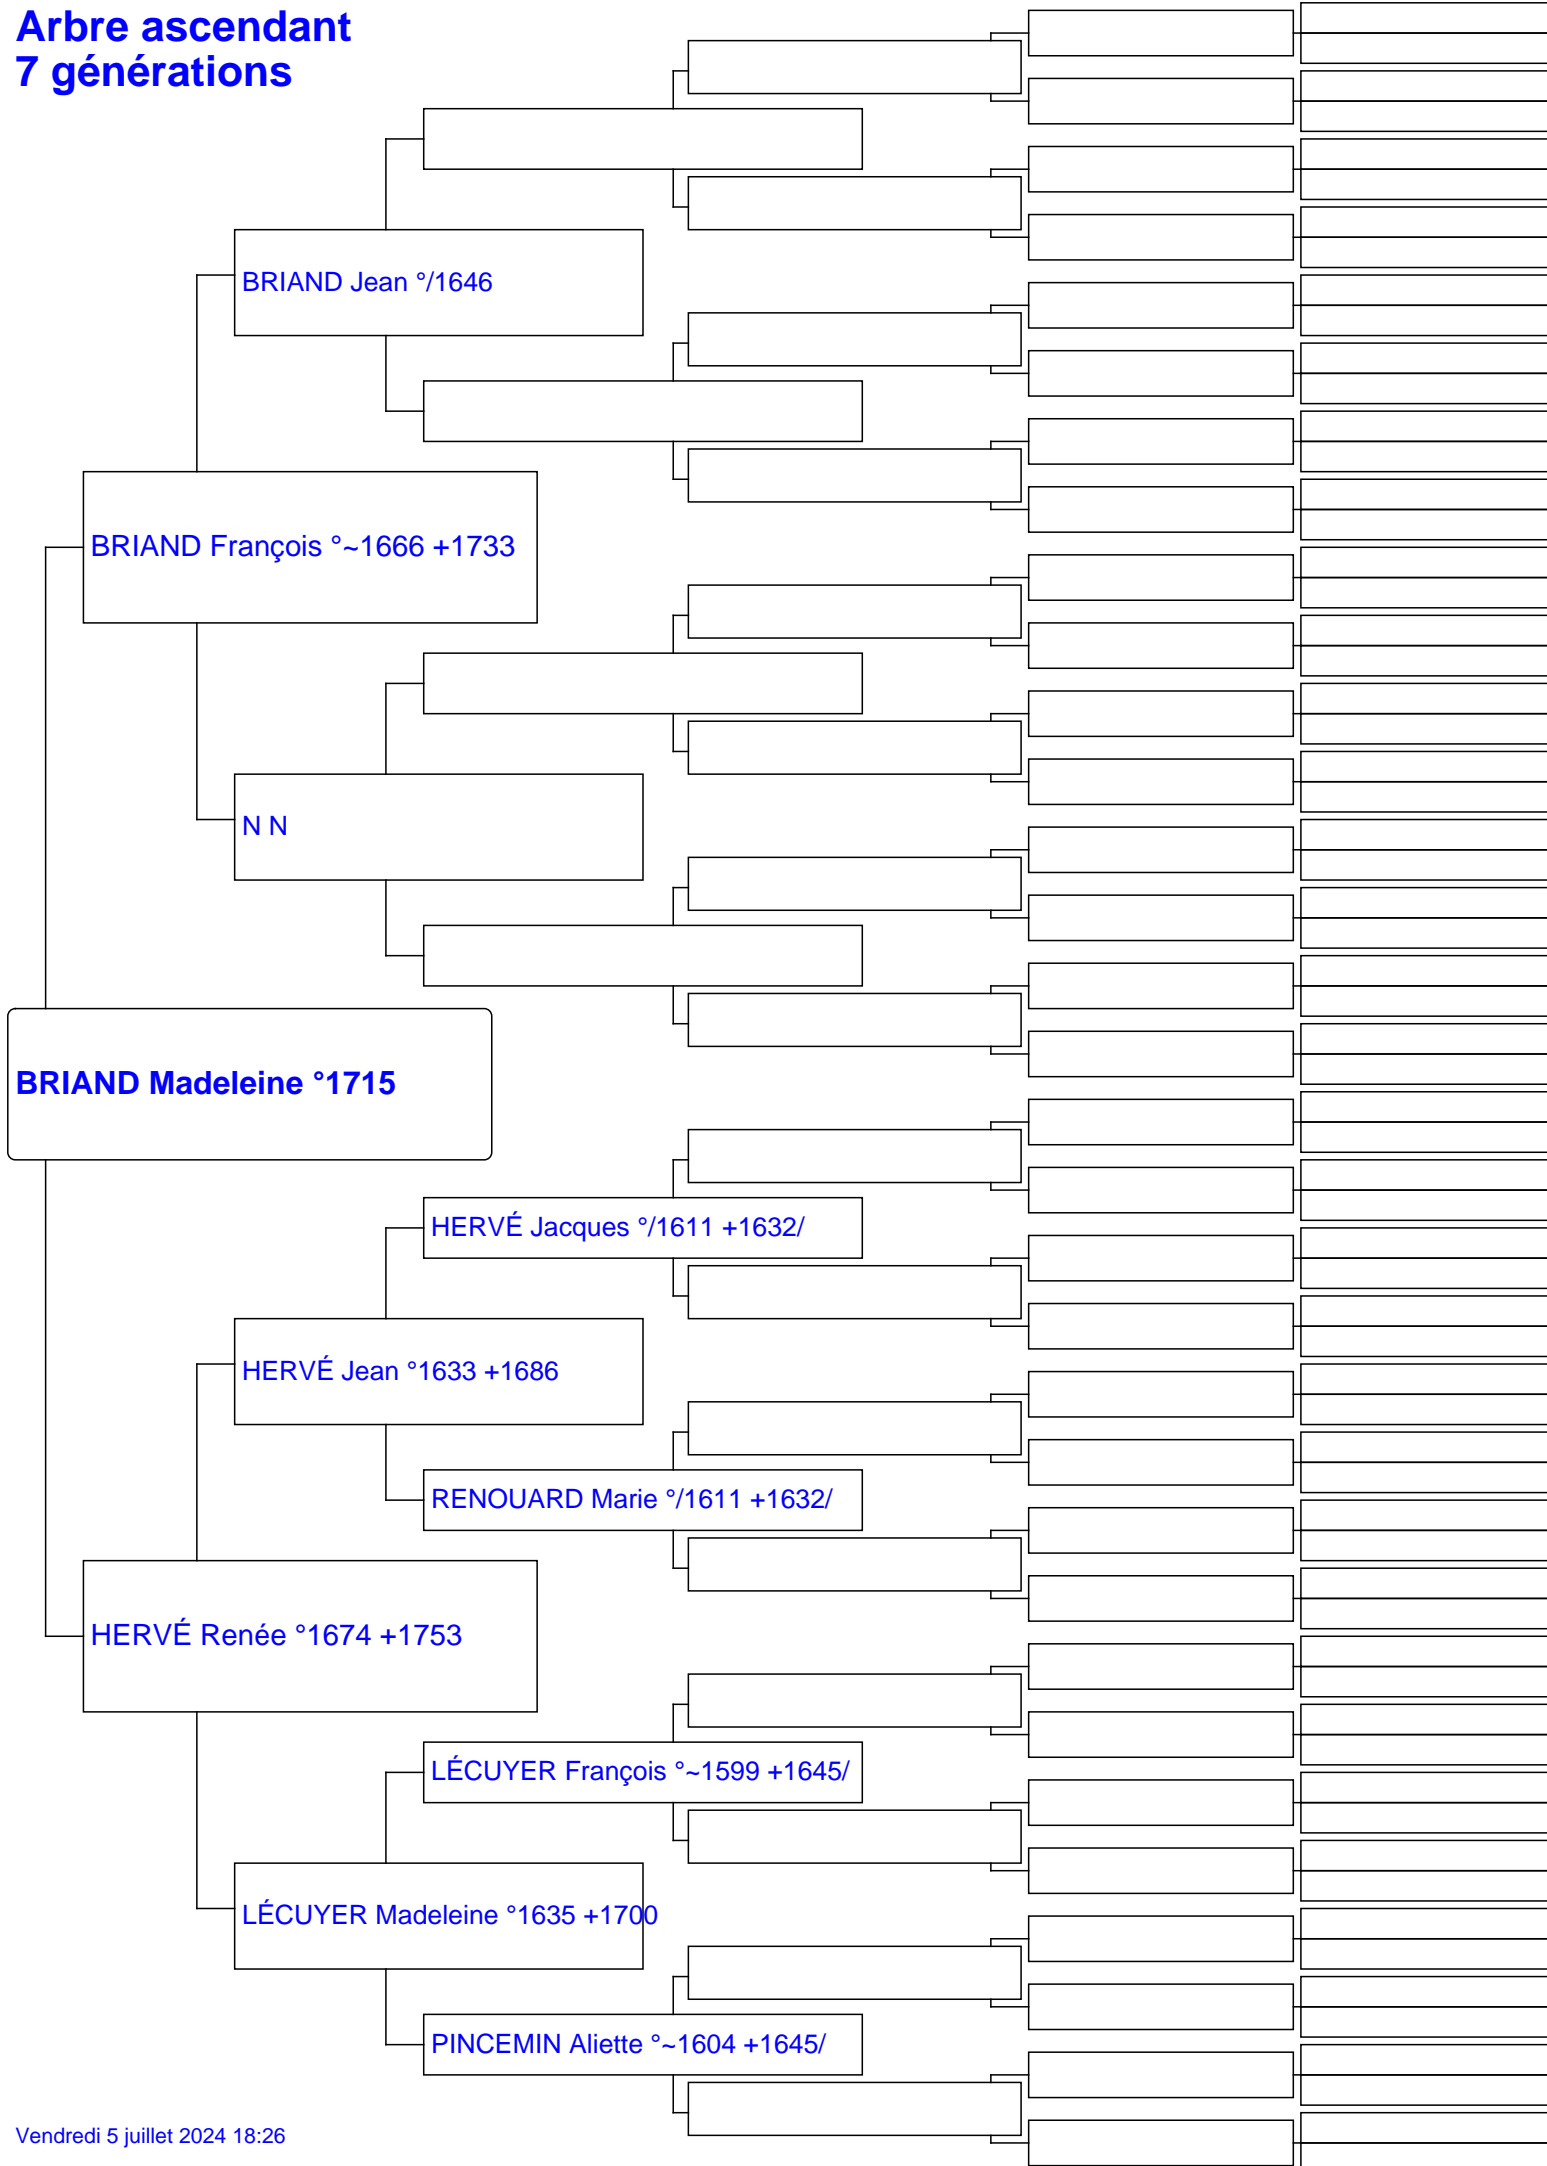 Arbre ascendant
7 générations
BRIAND Jean °/1646
BRIAND François °~1666 +1733
N N
BRIAND Madeleine °1715
HERVÉ Jacques °/1611 +1632/
HERVÉ Jean °1633 +1686
RENOUARD Marie °/1611 +1632/
HERVÉ Renée °1674 +1753
LÉCUYER François °~1599 +1645/
LÉCUYER Madeleine °1635 +1700
PINCEMIN Aliette °~1604 +1645/
Vendredi 5 juillet 2024 18:26